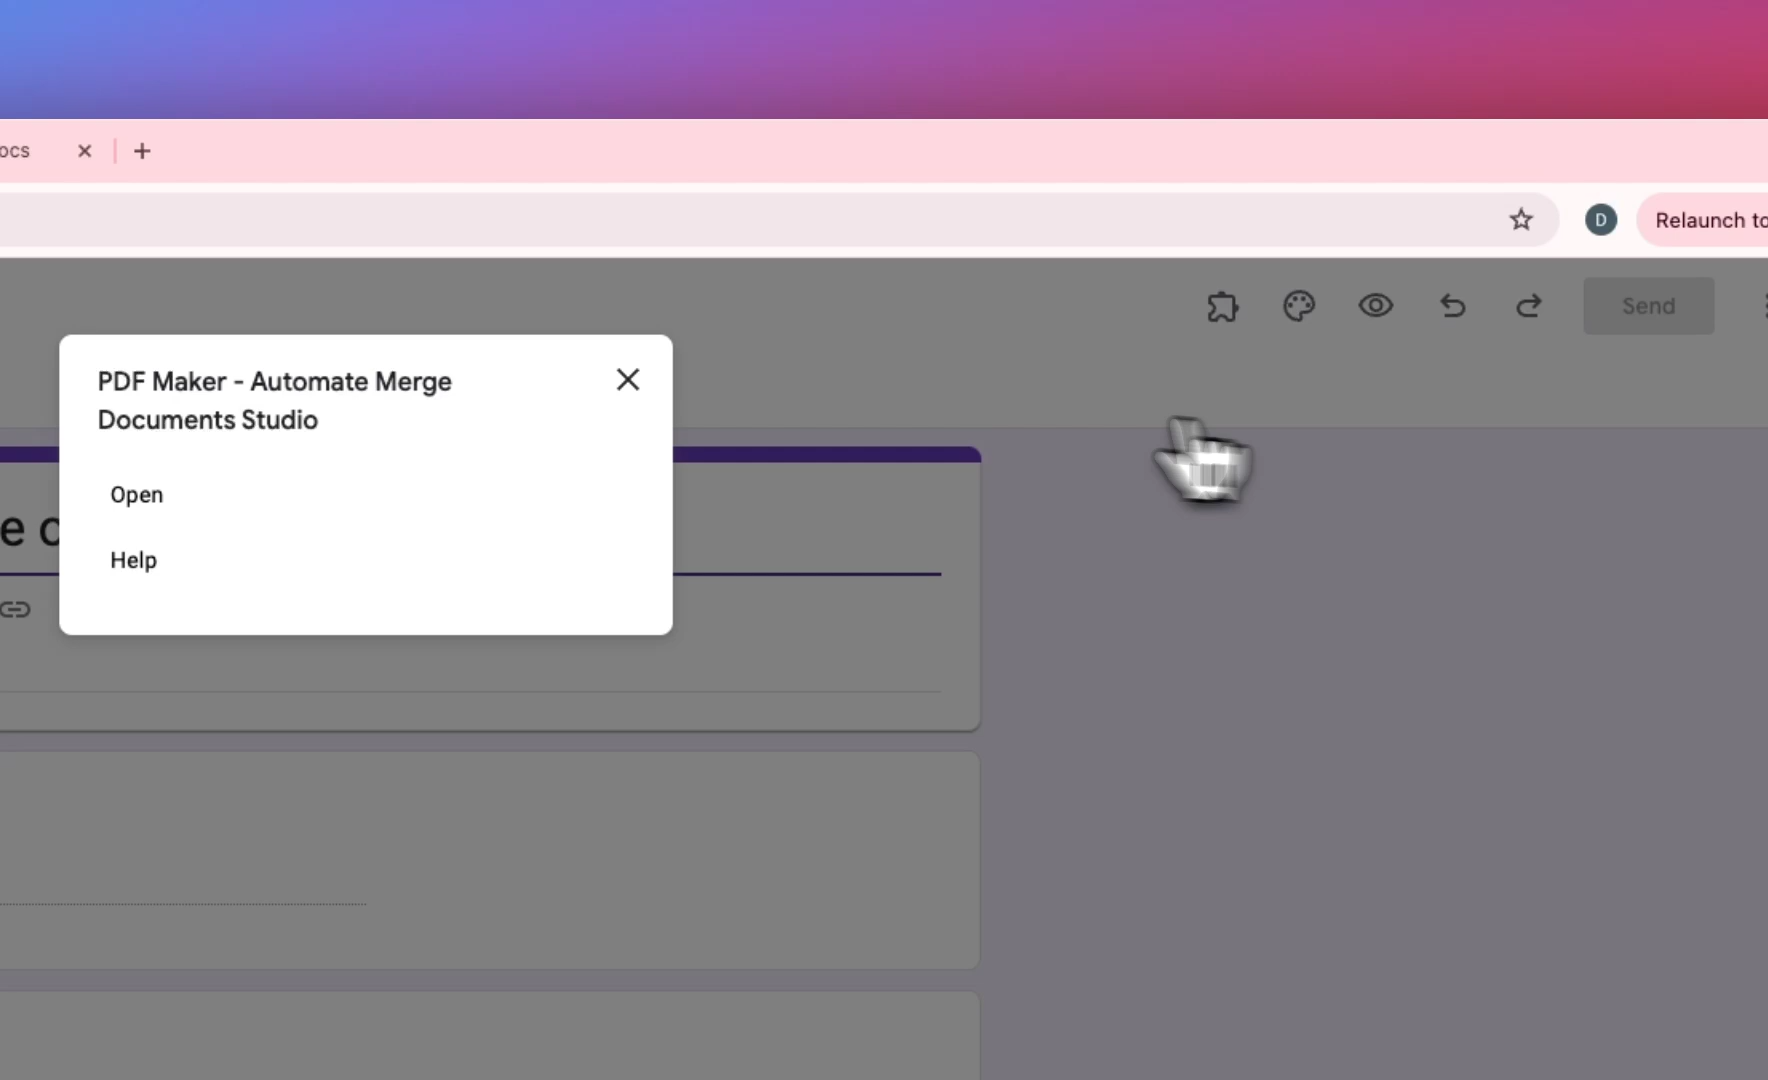 ocs
D
Relaunch to
Send
PDF Maker - Automate Merge
Documents Studio
Open
e
Help